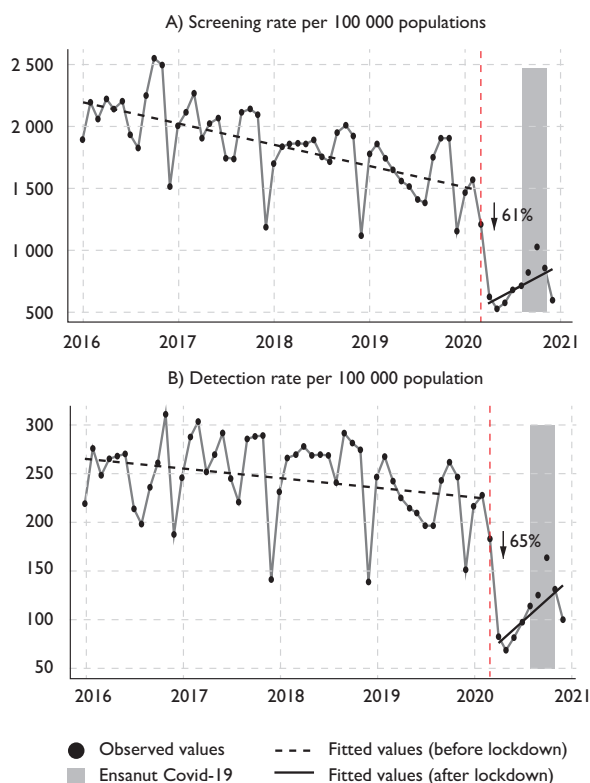 A) Screening rate per 100 000 populations
2 500
2 000
1 500
1 000
500
61%
2016 2017 2018 2019 2020 2021
B) Detection rate per 100 000 population
300
250
200
150
100
50
65%
2016 2017 2018 2019 2020 2021
Observed values Fitted values (before lockdown)
Ensanut Covid-19 Fitted values (after lockdown)